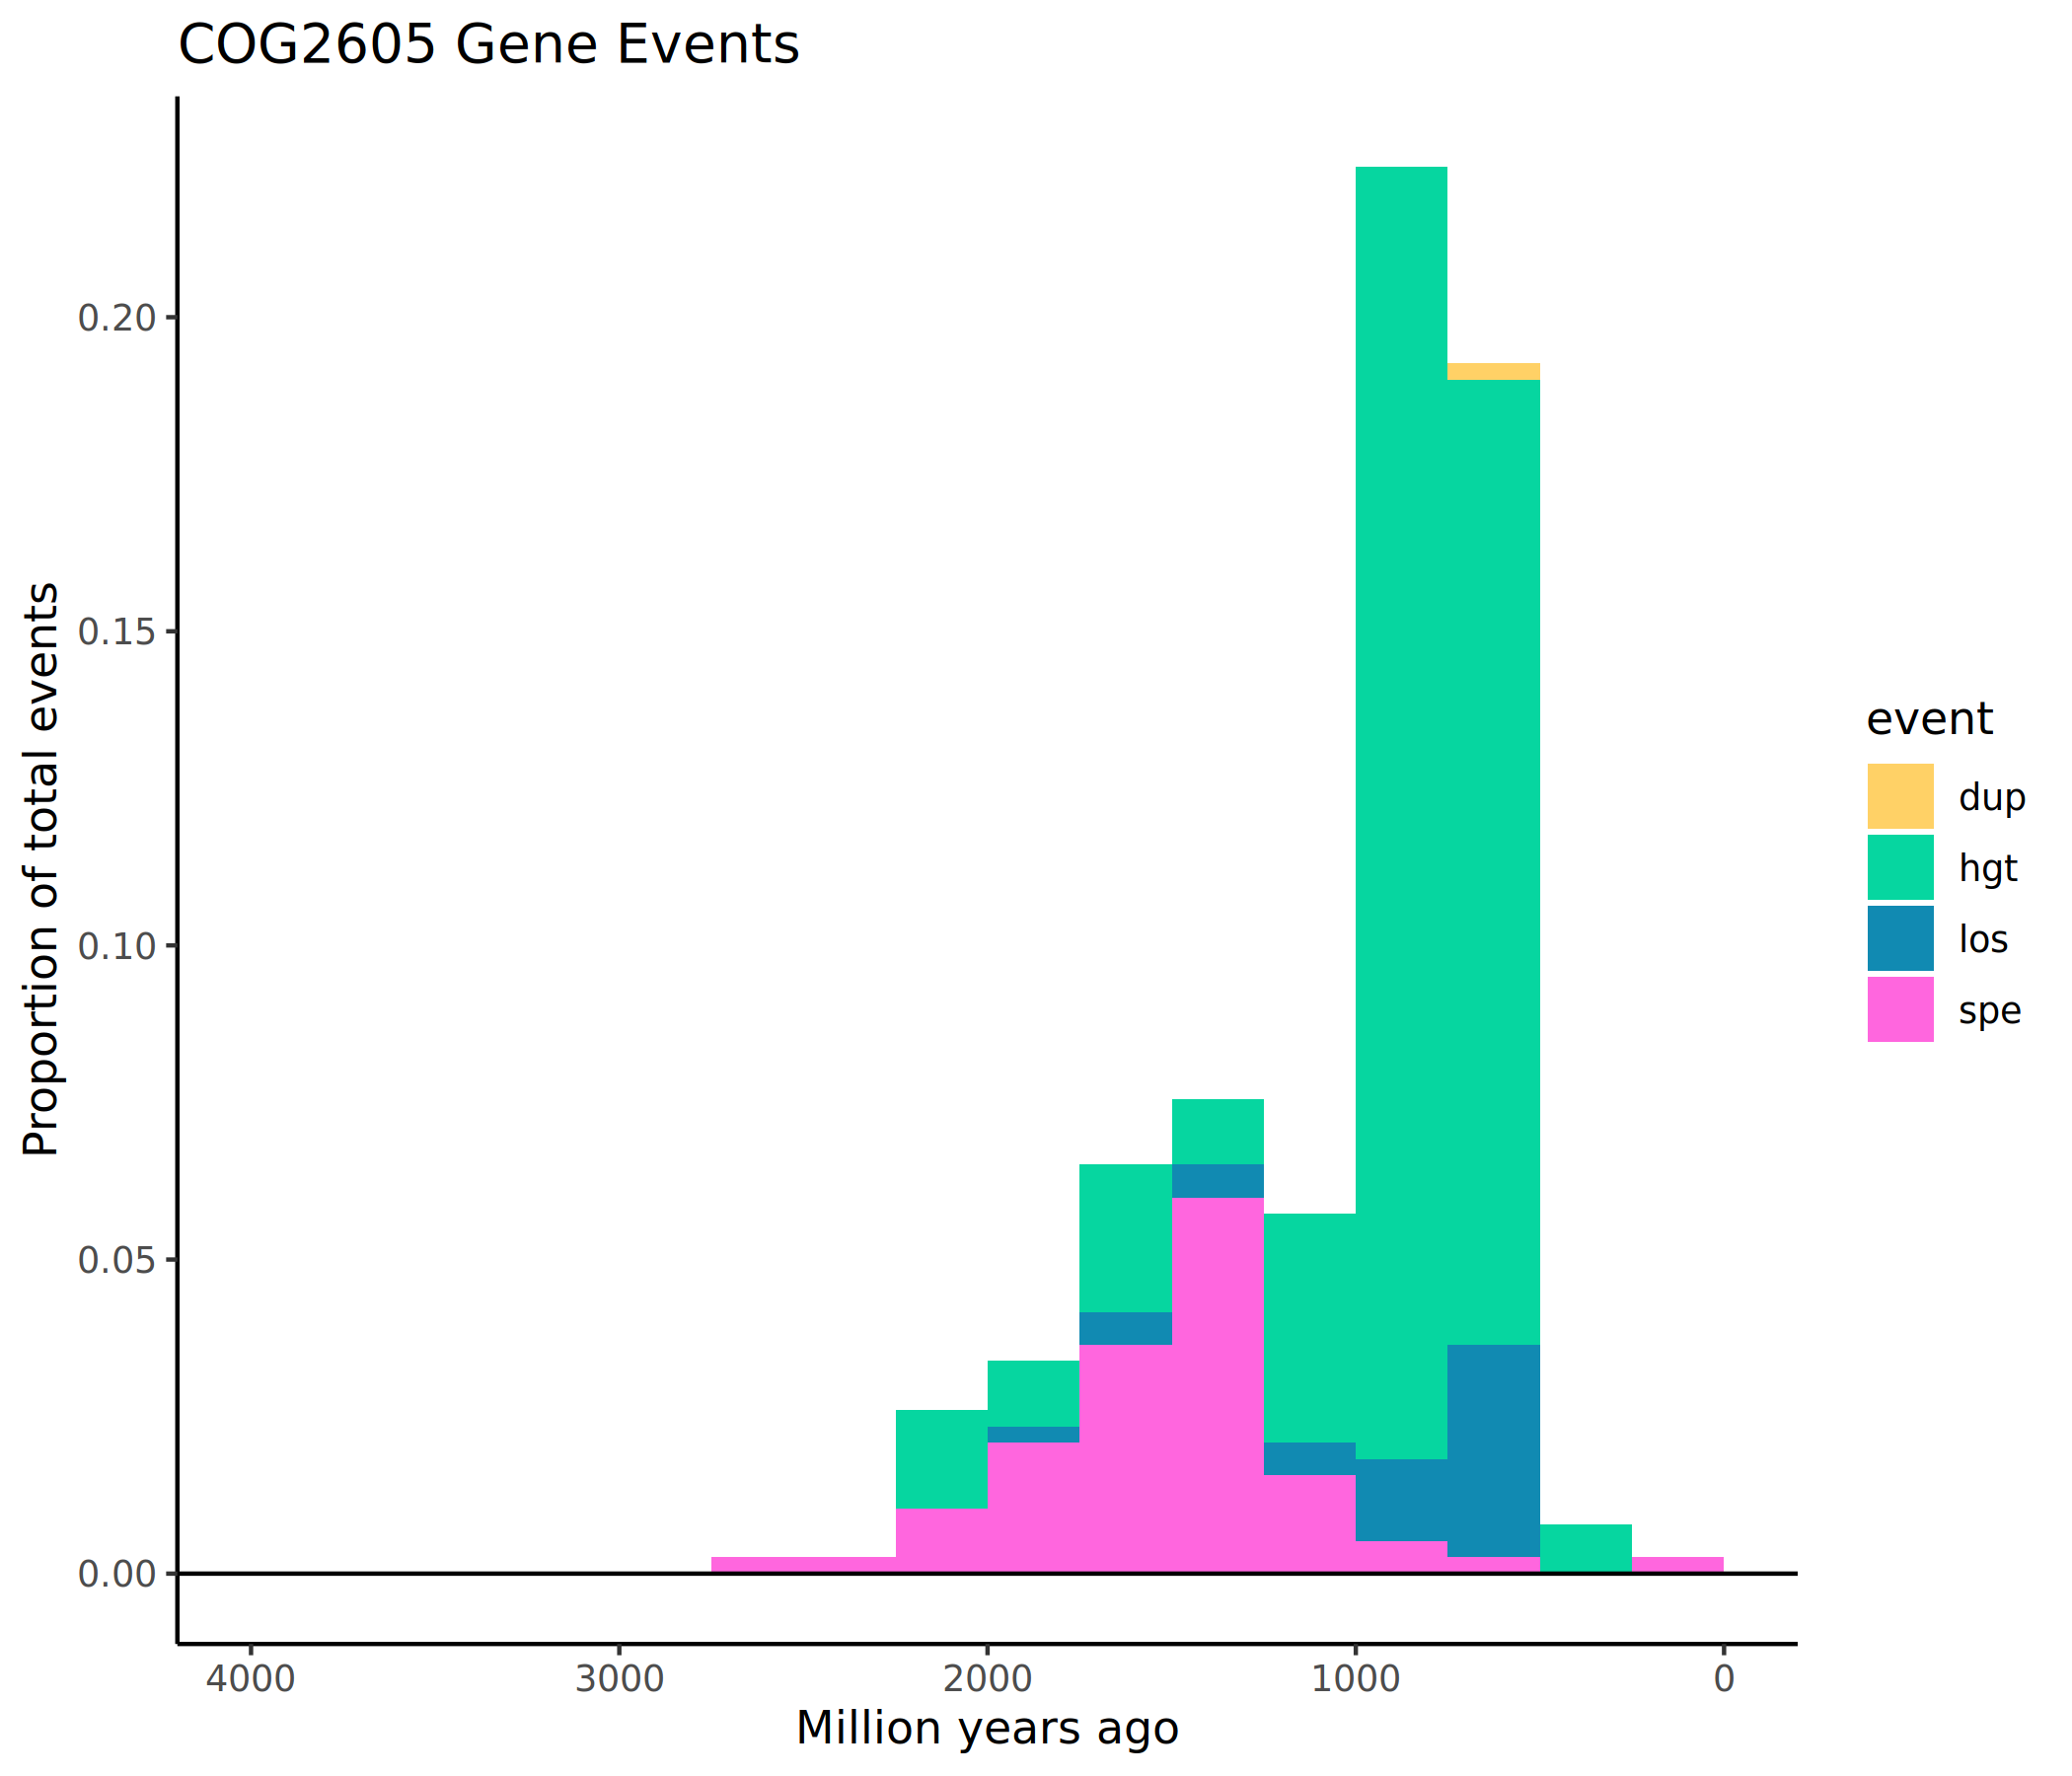 COG2605 Gene Events
Proportion of total events
0.20
0.15
0.10
0.05
0.00
4000 3000 2000 1000 0
Million years ago
event
dup
hgt
los
spe